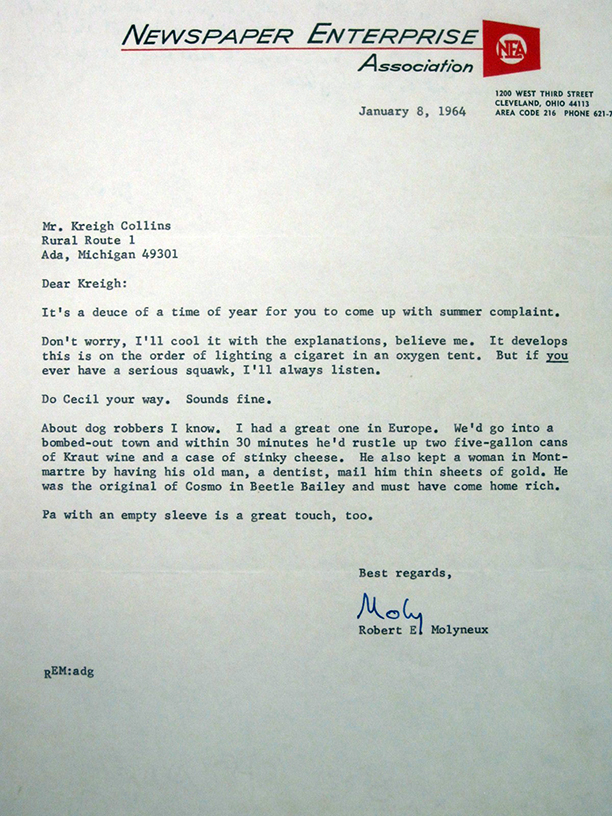 NEWSPAPER ENTERPRISE
Association
NEA
1200 WEST THIRD STREET
CLEVELAND, OHIO 44113
AREA CODE 216 PHONE 621-7
January 8, 1964
Mr. Kreigh Collins
Rural Route 1
Ada, Michigan 49301
Dear Kreigh:
It's a deuce of a time of year for you to come up with summer complaint.
Don't worry, I'll cool it with the explanations, believe me. It develops
this is on the order of lighting a cigaret in an oxygen tent. But if you
ever have a serious squawk, I'll always listen.
Do Cecil your way. Sounds fine.
About dog robbers I know. I had a great one in Europe. We'd go into a
bombed-out town and within 30 minutes he'd rustle up two five-gallon cans
of Kraut wine and a case of stinky cheese. He also kept a woman in Mont-
martre by having his old man, a dentist, mail him thin sheets of gold. He
was the original of Cosmo in Beetle Bailey and must have come home rich.
Pa with an empty sleeve is a great touch, too.
Best regards,
Moly
Robert E. Molyneux
REM:adg